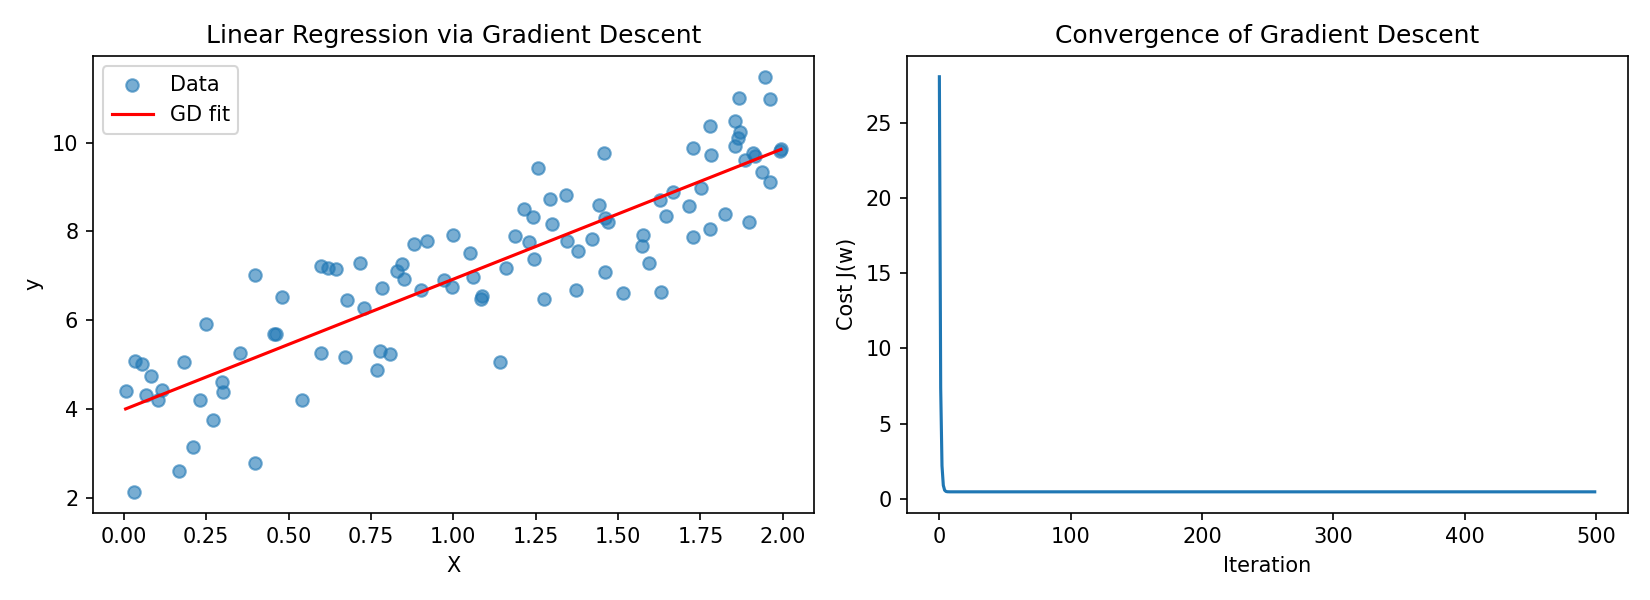 Linear Regression via Gradient Descent
Data
GD fit
10
8
6
4
2
y
0.00 0.25 0.50 0.75 1.00 1.25 1.50 1.75 2.00
X
Convergence of Gradient Descent
25
20
15
10
5
0
Cost J(w)
0 100 200 300 400 500
Iteration